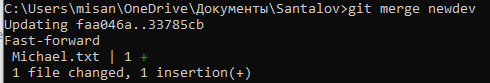 C:\Users\misan\OneDrive\Документы\Santalov>git merge newdev
Updating faa046a..33785cb
Fast-forward
 Michael.txt | 1 +
 1 file changed, 1 insertion(+)